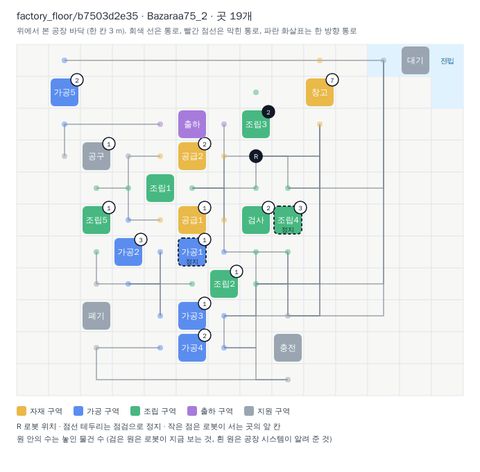 factory_floor/b7503d2e35 · Bazaraa75_2 · 곳 19개
위에서 본 공장 바닥 (한 칸 3 m). 회색 선은 통로, 빨간 점선은 막힌 통로, 파란 화살표는 한 방향 통로
대기
전립
가공5
2
창고
7
출하
조립3
2
공구
1
공급2
2
R
조립1
조립5
1
공급1
1
검사
2
조립4
3
정지
가공2
3
가공1
1
정지
조립2
1
폐기
가공3
1
가공4
2
충전
자재 구역
가공 구역
조립 구역
출하 구역
지원 구역
R 로봇 위치 · 점선 테두리는 점검으로 정지 · 작은 점은 로봇이 서는 곳의 앞 칸
원 안의 수는 놓인 물건 수 (검은 원은 로봇이 지금 보는 것, 흰 원은 공장 시스템이 알려 준 것)